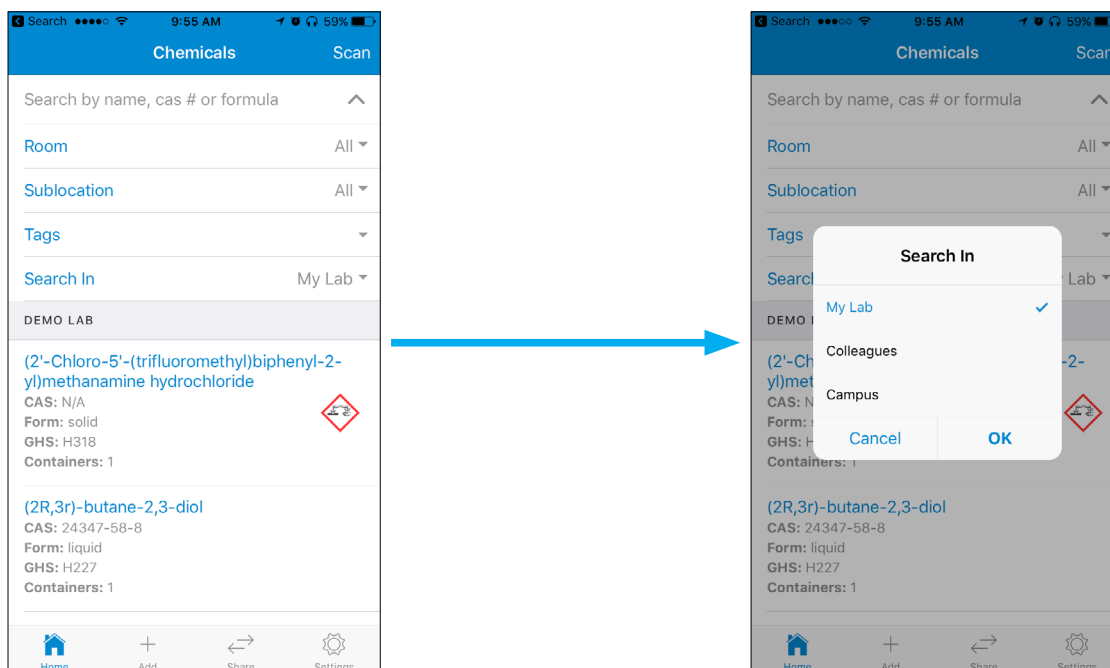 Search 9:55 AM 59%
Chemicals Scan
Search by name, cas # or formula
Room All
Sublocation All
Tags
Search In My Lab
DEMO LAB
(2'-Chloro-5'-(trifluoromethyl)biphenyl-2-
yl)methanamine hydrochloride
CAS: N/A
Form: solid
GHS: H318
Containers: 1
(2R,3r)-butane-2,3-diol
CAS: 24347-58-8
Form: liquid
GHS: H227
Containers: 1
Home Add Share Settings
Search 9:55 AM 59%
Chemicals Scan
Search by name, cas # or formula
Room All
Sublocation All
Tags
Search Lab
DEMO
Search In
My Lab
Colleagues
Campus
Cancel OK
(2'-Ch -2-
yl)met
CAS: N
Form:
GHS: H
Containers: 1
(2R,3r)-butane-2,3-diol
CAS: 24347-58-8
Form: liquid
GHS: H227
Containers: 1
Home Add Share Settings